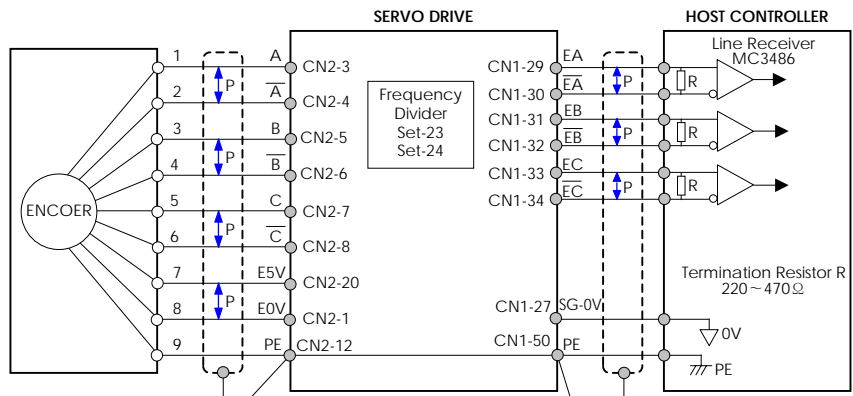 SERVO DRIVE
HOST CONTROLLER
1 A CN2-3
P
2 A̅ CN2-4
3 B CN2-5
P
4 B̅ CN2-6
5 C CN2-7
P
6 C̅ CN2-8
7 E5V CN2-20
P
8 E0V CN2-1
9 PE CN2-12
ENCOER
Frequency
Divider
Set-23
Set-24
CN1-29 EA
P
CN1-30 E̅A̅
CN1-31 EB
P
CN1-32 E̅B̅
CN1-33 EC
P
CN1-34 E̅C̅
CN1-27 SG-0V
CN1-50 PE
Line Receiver
MC3486
R
R
R
Termination Resistor R
220~470Ω
0V
PE